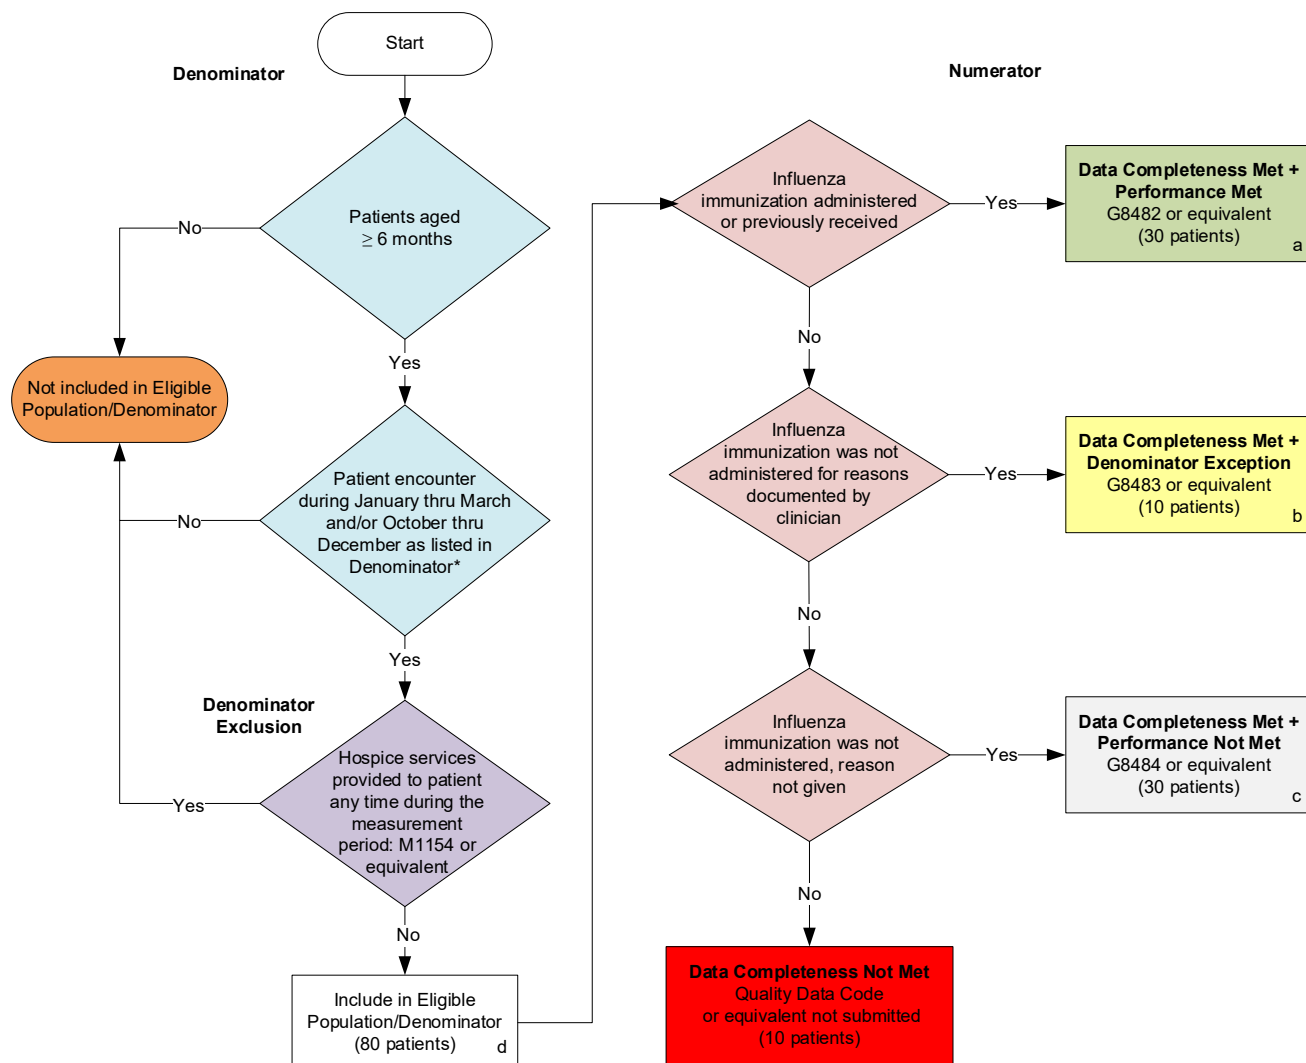 Start
Denominator
Patients aged
≥ 6 months
No
Yes
Not included in Eligible
Population/Denominator
Patient encounter
during January thru March
and/or October thru
December as listed in
Denominator*
No
Yes
Denominator
Exclusion
Hospice services
provided to patient
any time during the
measurement
period: M1154 or
equivalent
Yes
No
Include in Eligible
Population/Denominator
(80 patients)
d
Numerator
Influenza
immunization administered
or previously received
Yes
Data Completeness Met +
Performance Met
G8482 or equivalent
(30 patients)
a
No
Influenza
immunization was not
administered for reasons
documented by
clinician
Yes
Data Completeness Met +
Denominator Exception
G8483 or equivalent
(10 patients)
b
No
Influenza
immunization was not
administered, reason
not given
Yes
Data Completeness Met +
Performance Not Met
G8484 or equivalent
(30 patients)
c
No
Data Completeness Not Met
Quality Data Code
or equivalent not submitted
(10 patients)